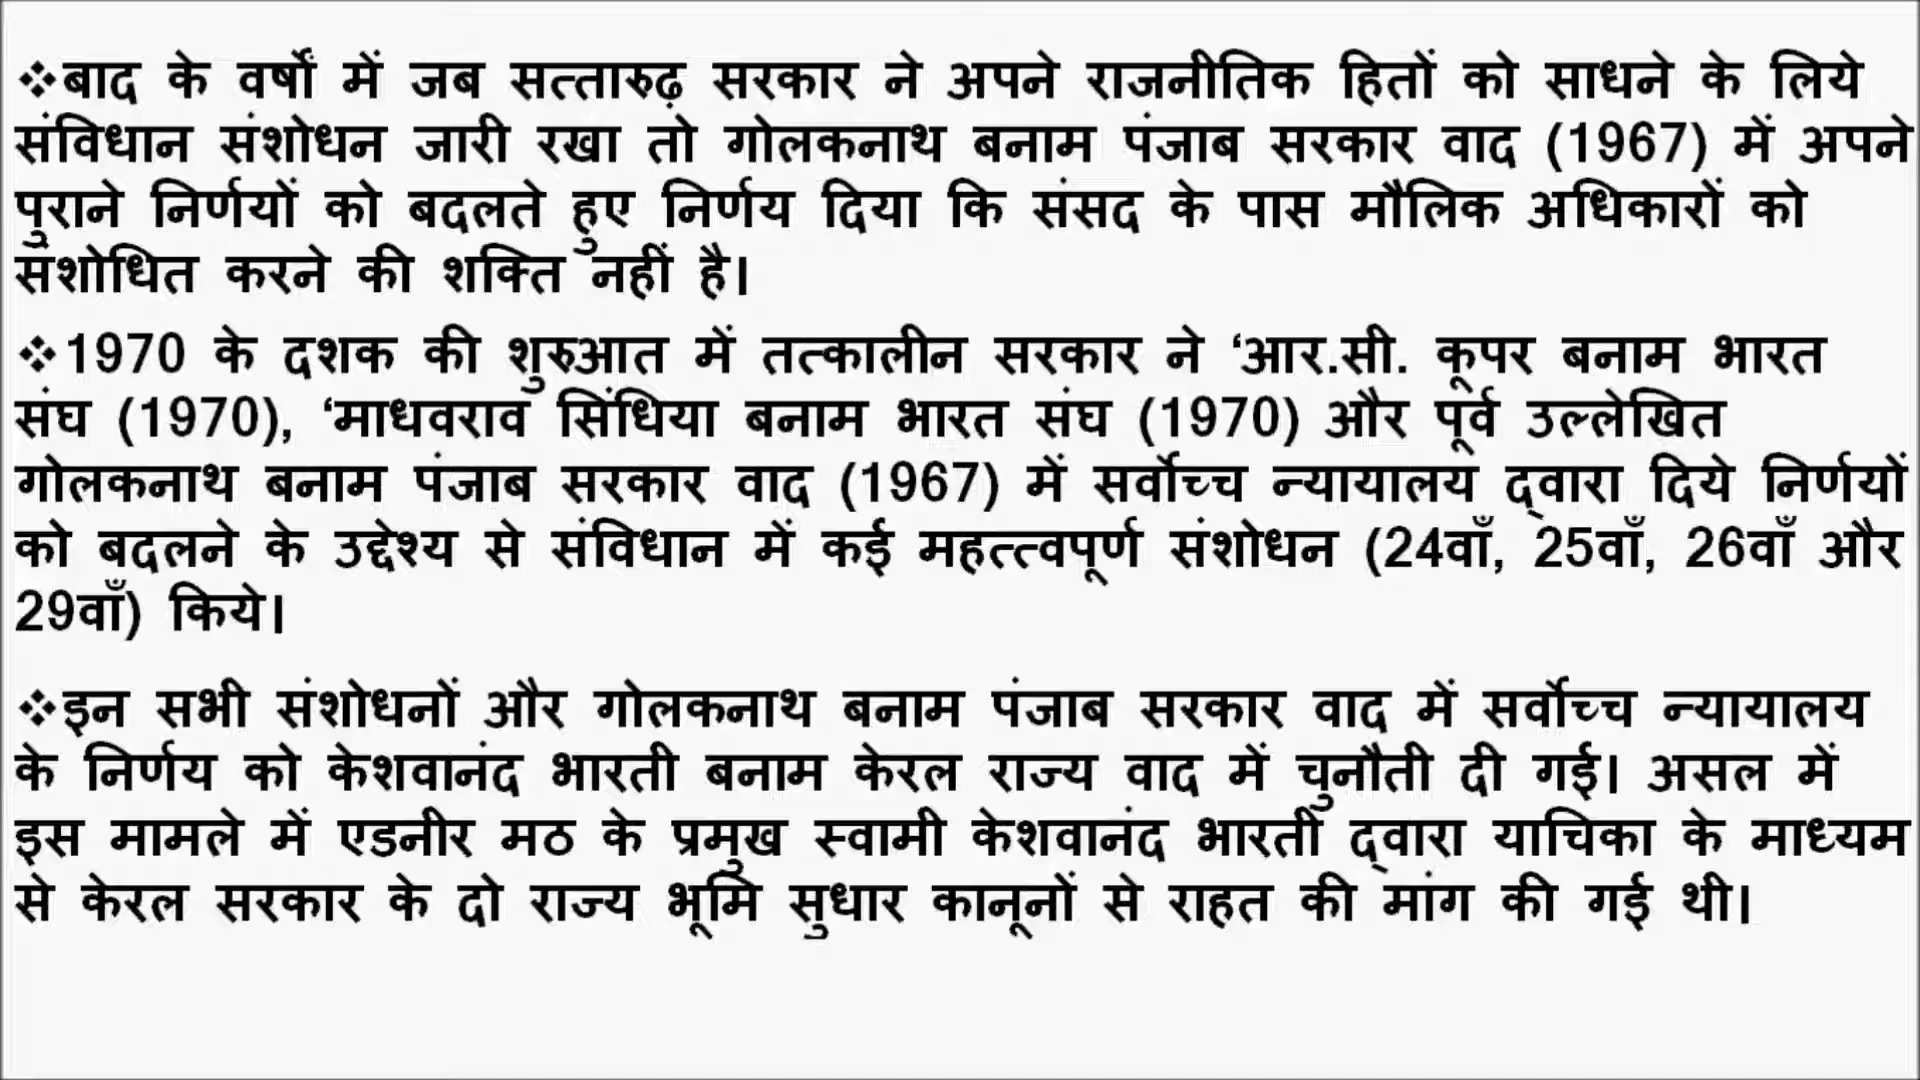 ❖बाद के वर्षों में जब सत्तारुढ़ सरकार ने अपने राजनीतिक हितों को साधने के लिये
संविधान संशोधन जारी रखा तो गोलकनाथ बनाम पंजाब सरकार वाद (1967) में अपने
पुराने निर्णयों को बदलते हुए निर्णय दिया कि संसद के पास मौलिक अधिकारों को
संशोधित करने की शक्ति नहीं है।
❖1970 के दशक की शुरुआत में तत्कालीन सरकार ने ‘आर.सी. कूपर बनाम भारत
संघ (1970), ‘माधवराव सिंधिया बनाम भारत संघ (1970) और पूर्व उल्लेखित
गोलकनाथ बनाम पंजाब सरकार वाद (1967) में सर्वोच्च न्यायालय द्वारा दिये निर्णयों
को बदलने के उद्देश्य से संविधान में कई महत्त्वपूर्ण संशोधन (24वाँ, 25वाँ, 26वाँ और
29वाँ) किये।
❖इन सभी संशोधनों और गोलकनाथ बनाम पंजाब सरकार वाद में सर्वोच्च न्यायालय
के निर्णय को केशवानंद भारती बनाम केरल राज्य वाद में चुनौती दी गई। असल में
इस मामले में एडनीर मठ के प्रमुख स्वामी केशवानंद भारती द्वारा याचिका के माध्यम
से केरल सरकार के दो राज्य भूमि सुधार कानूनों से राहत की मांग की गई थी।